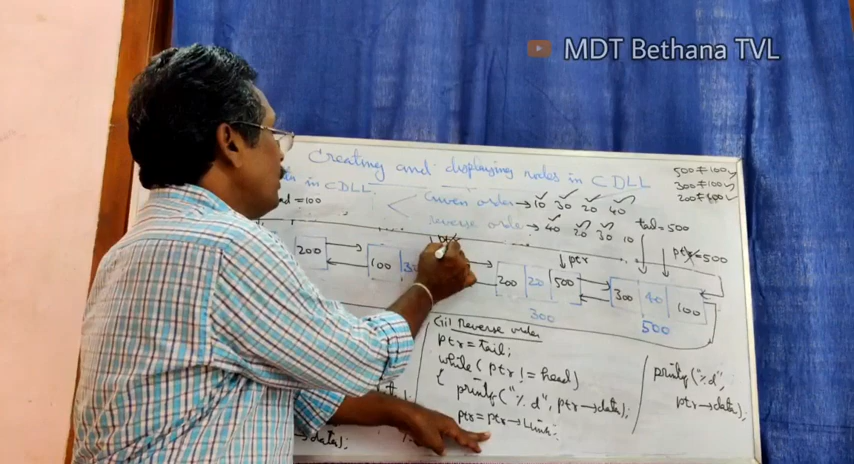 MDT Bethana TVL
Creating and displaying nodes in CDLL
in CDLL
500 ≠ 100 ✓
300 ≠ 100 ✓
200 ≠ 100 ✓
=100
Given order → 10 30 20 40
reverse order → 40 20 30 10
tail = 500
ptr = 500
ptr
200
100
200 20 500
300 40 100
300
500
(ii) Reverse order
ptr = tail;
while (ptr != head)
{ printf("%d", ptr→data);
ptr = ptr→Link;
printf("%d",
ptr→data);
→data);